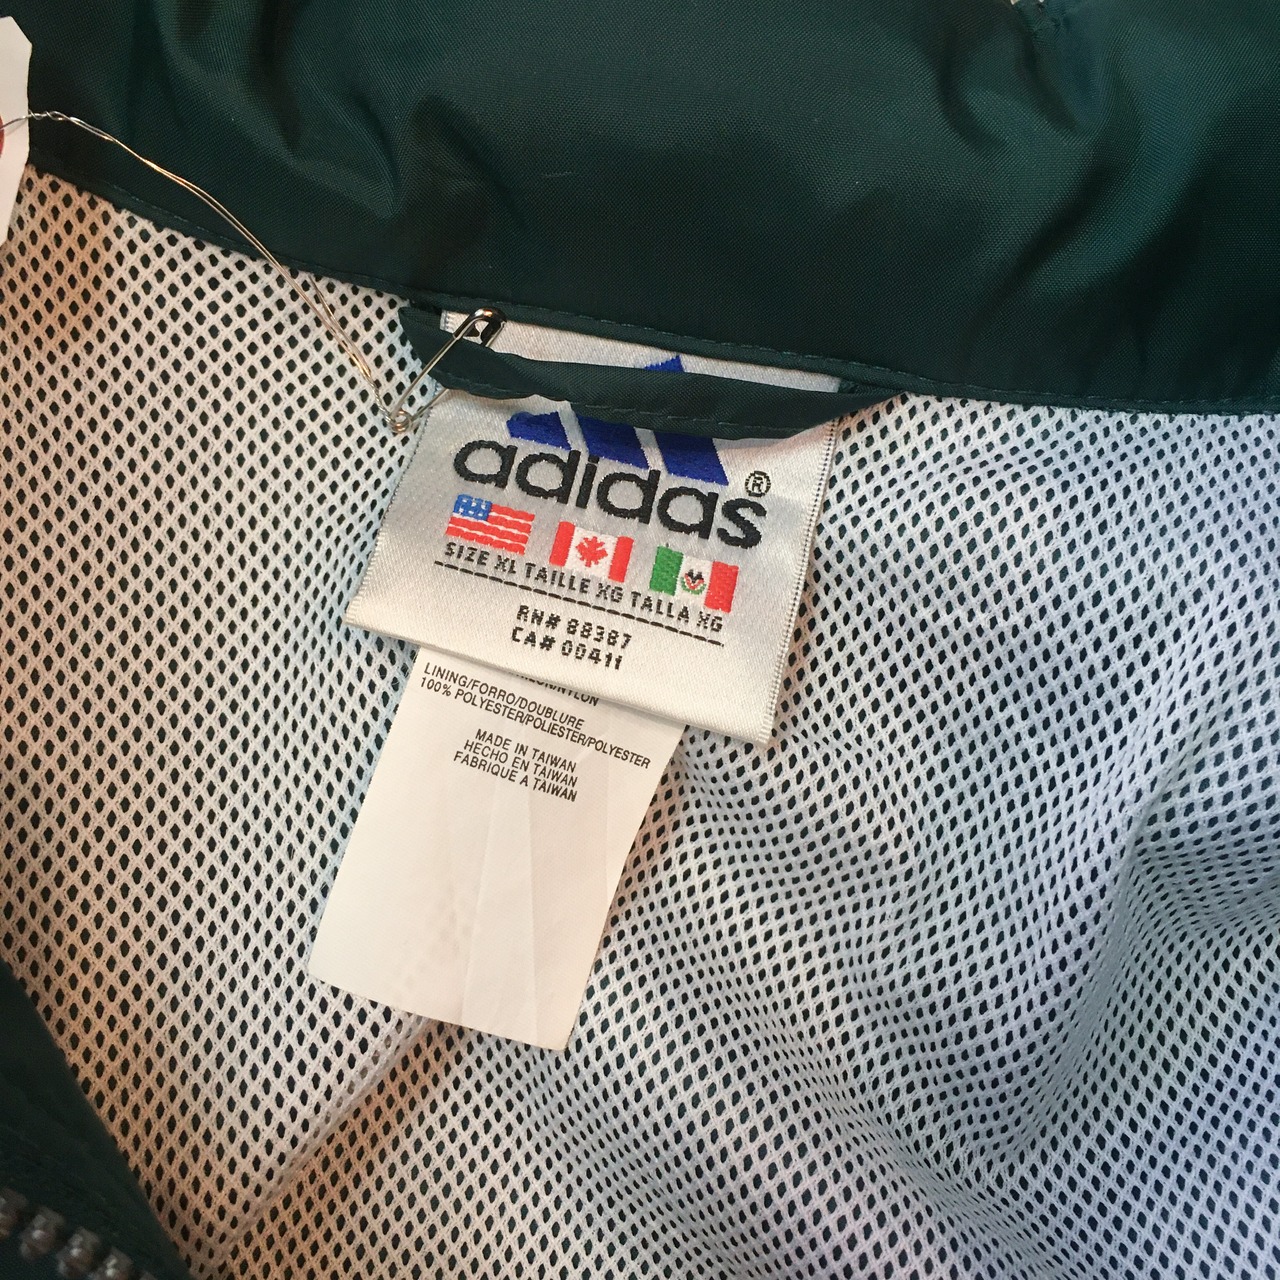 adidas®
SIZE XL TAILLE XG TALLA XG
RN# 88387
CA# 00411
LINING/FORRO/DOUBLURE
100% POLYESTER/POLIESTER/POLYESTER
MADE IN TAIWAN
HECHO EN TAIWAN
FABRIQUE A TAIWAN